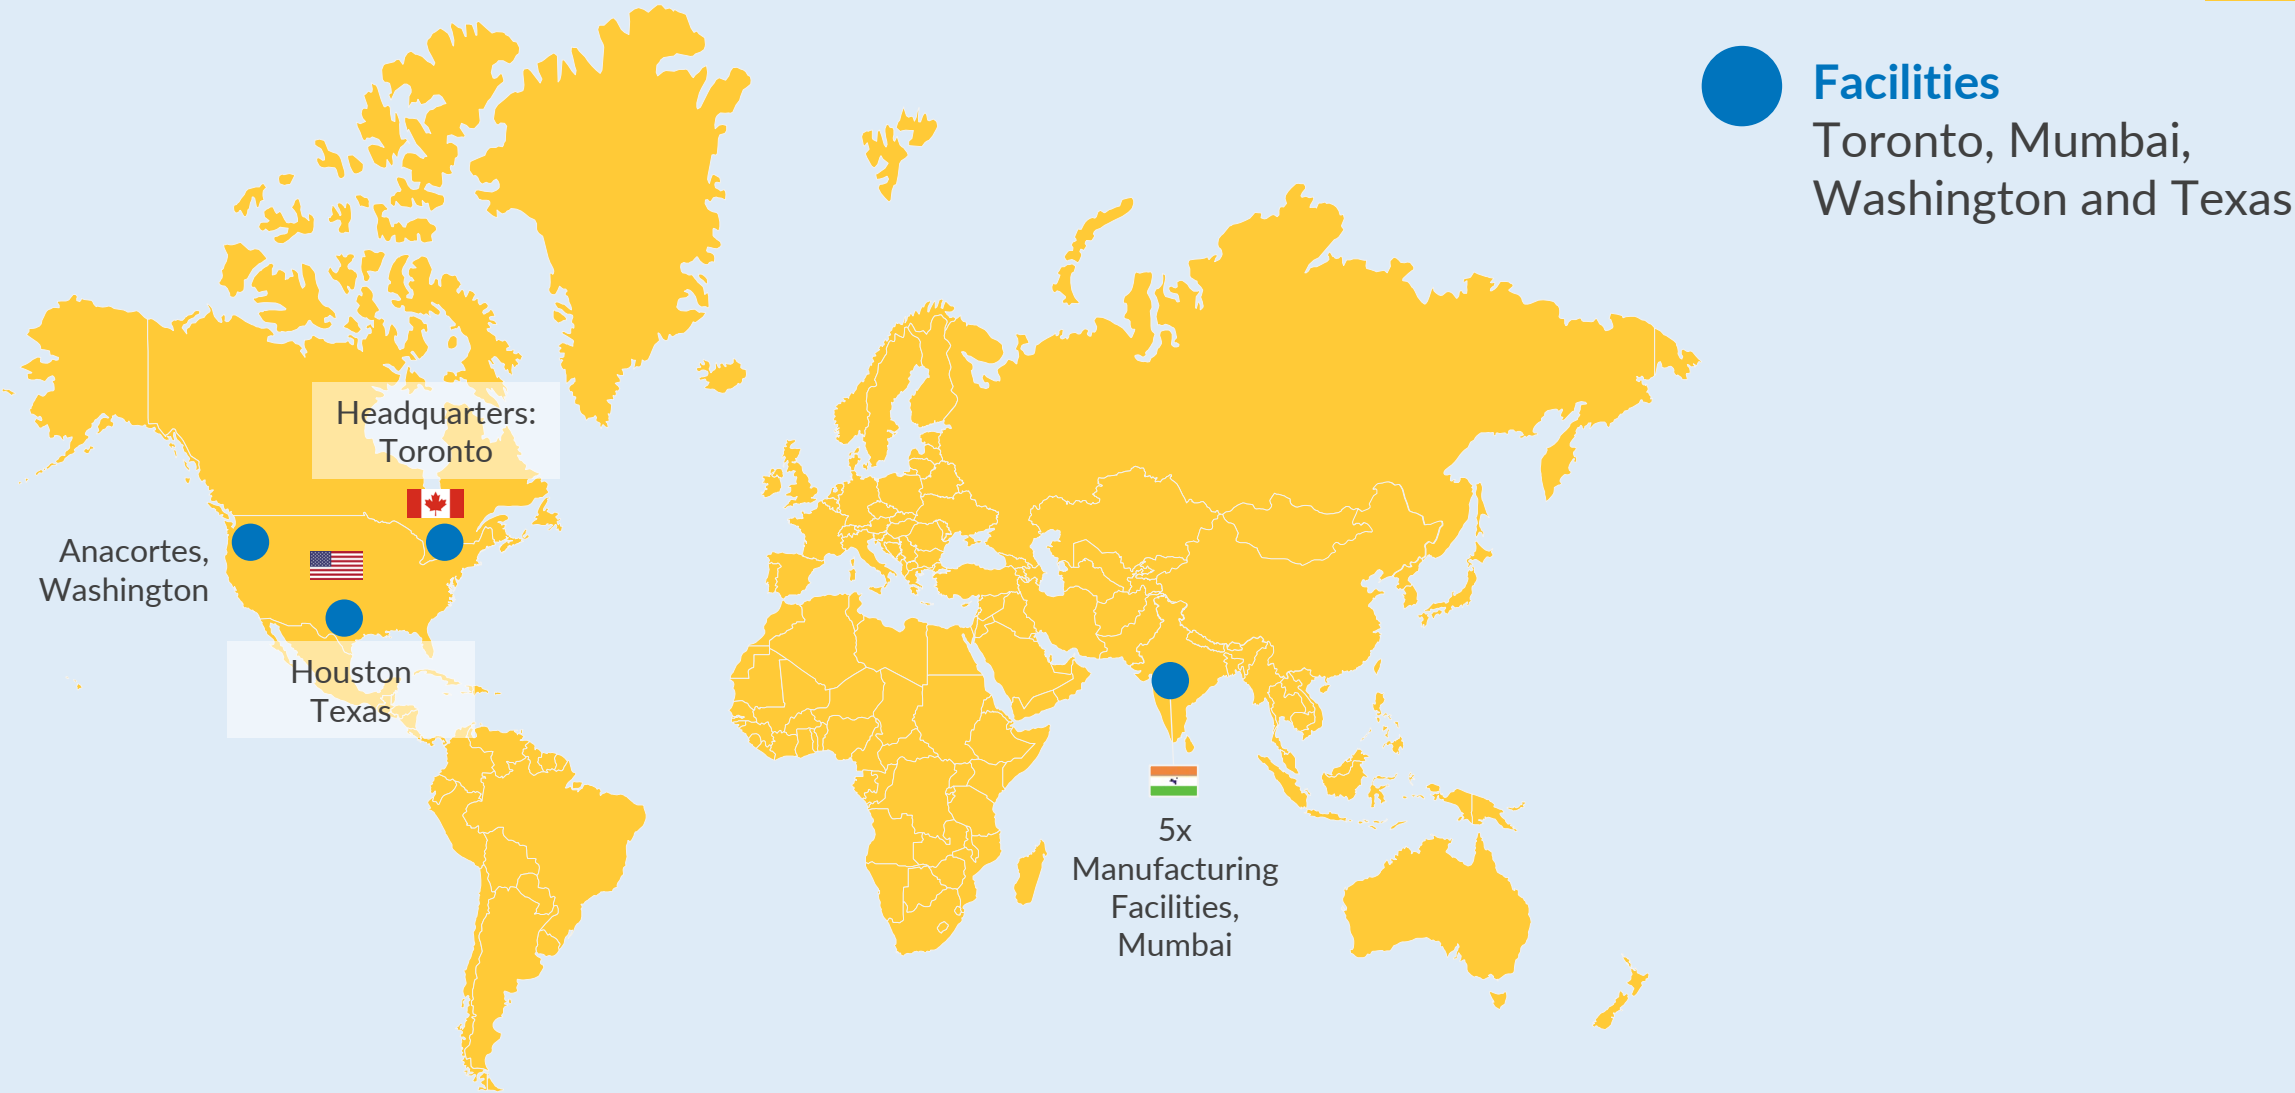 Facilities
Toronto, Mumbai,
Washington and Texas
Headquarters:
Toronto
Anacortes,
Washington
Houston
Texas
5x
Manufacturing
Facilities,
Mumbai